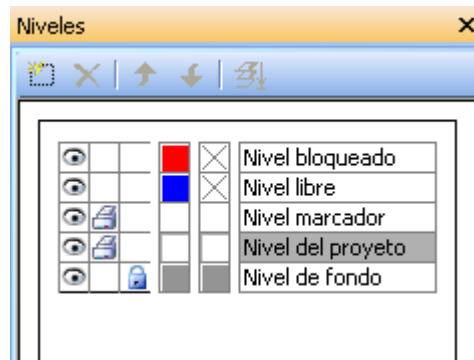 Niveles
Nivel bloqueado
Nivel libre
Nivel marcador
Nivel del proyeto
Nivel de fondo